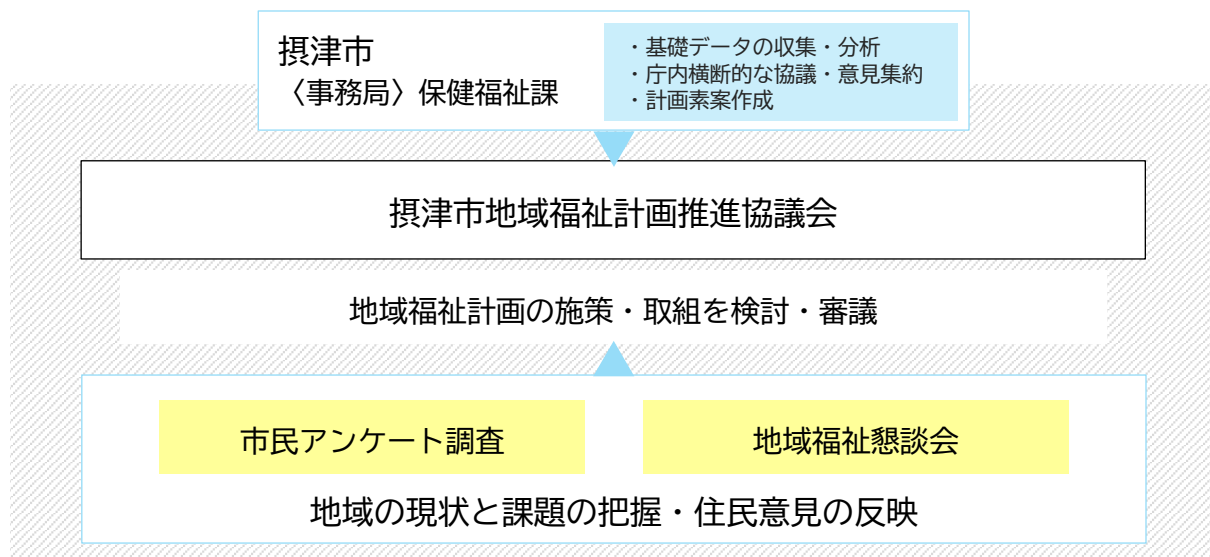 摂津市
〈事務局〉保健福祉課
・基礎データの収集・分析
・庁内横断的な協議・意見集約
・計画素案作成
摂津市地域福祉計画推進協議会
地域福祉計画の施策・取組を検討・審議
市民アンケート調査
地域福祉懇談会
地域の現状と課題の把握・住民意見の反映